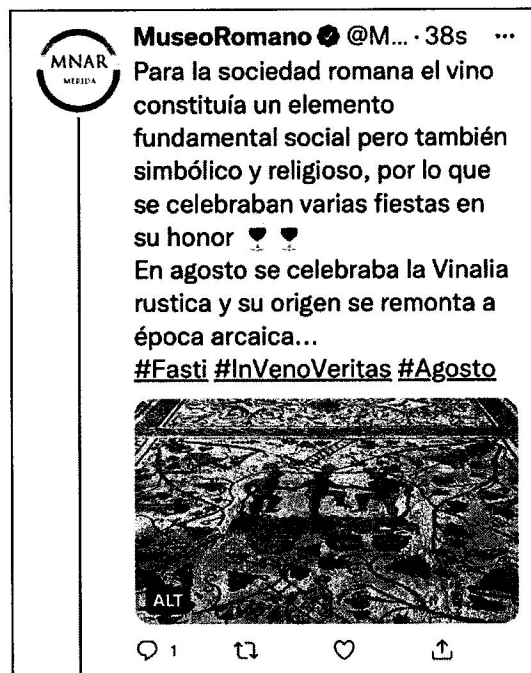 MNAR
MERIDA
MuseoRomano @M... · 38s ...
Para la sociedad romana el vino
constituía un elemento
fundamental social pero también
simbólico y religioso, por lo que
se celebraban varias fiestas en
su honor 🍷 🍷
En agosto se celebraba la Vinalia
rustica y su origen se remonta a
época arcaica...
#Fasti #InVenoVeritas #Agosto
ALT
1